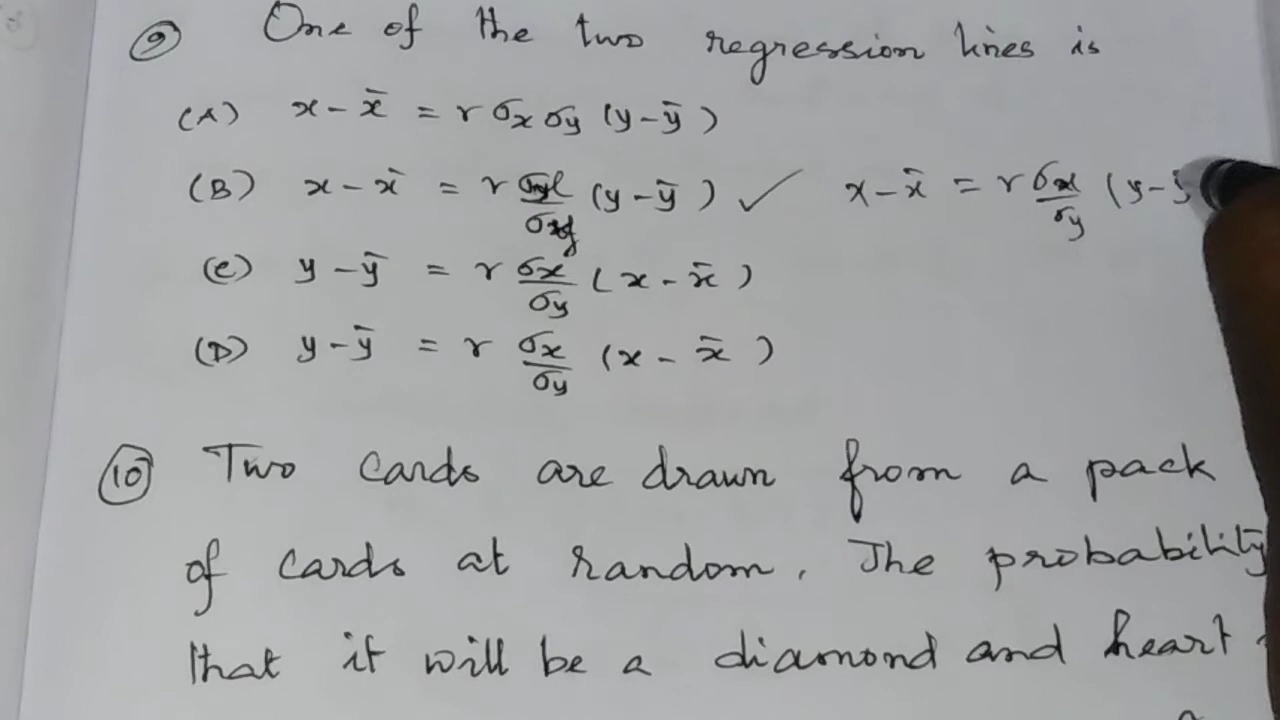 (9) One of the two regression lines is
(A) x - x̄ = r σx σy (y - ȳ)
(B) x - x̄ = r σx/σy (y - ȳ) ✓ x - x̄ = r σx/σy (y -
(C) y - ȳ = r σx/σy (x - x̄)
(D) y - ȳ = r σx/σy (x - x̄)
(10) Two cards are drawn from a pack
of cards at random. The probability
that it will be a diamond and heart